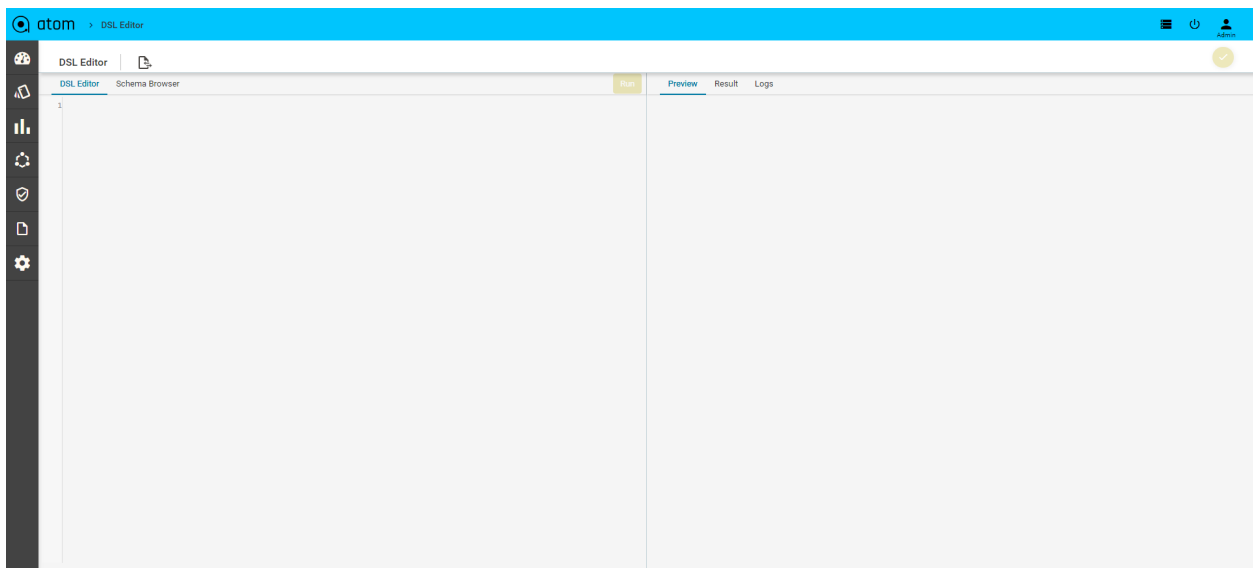 atom > DSL Editor
Admin
DSL Editor
DSL Editor Schema Browser Run Preview Result Logs
1